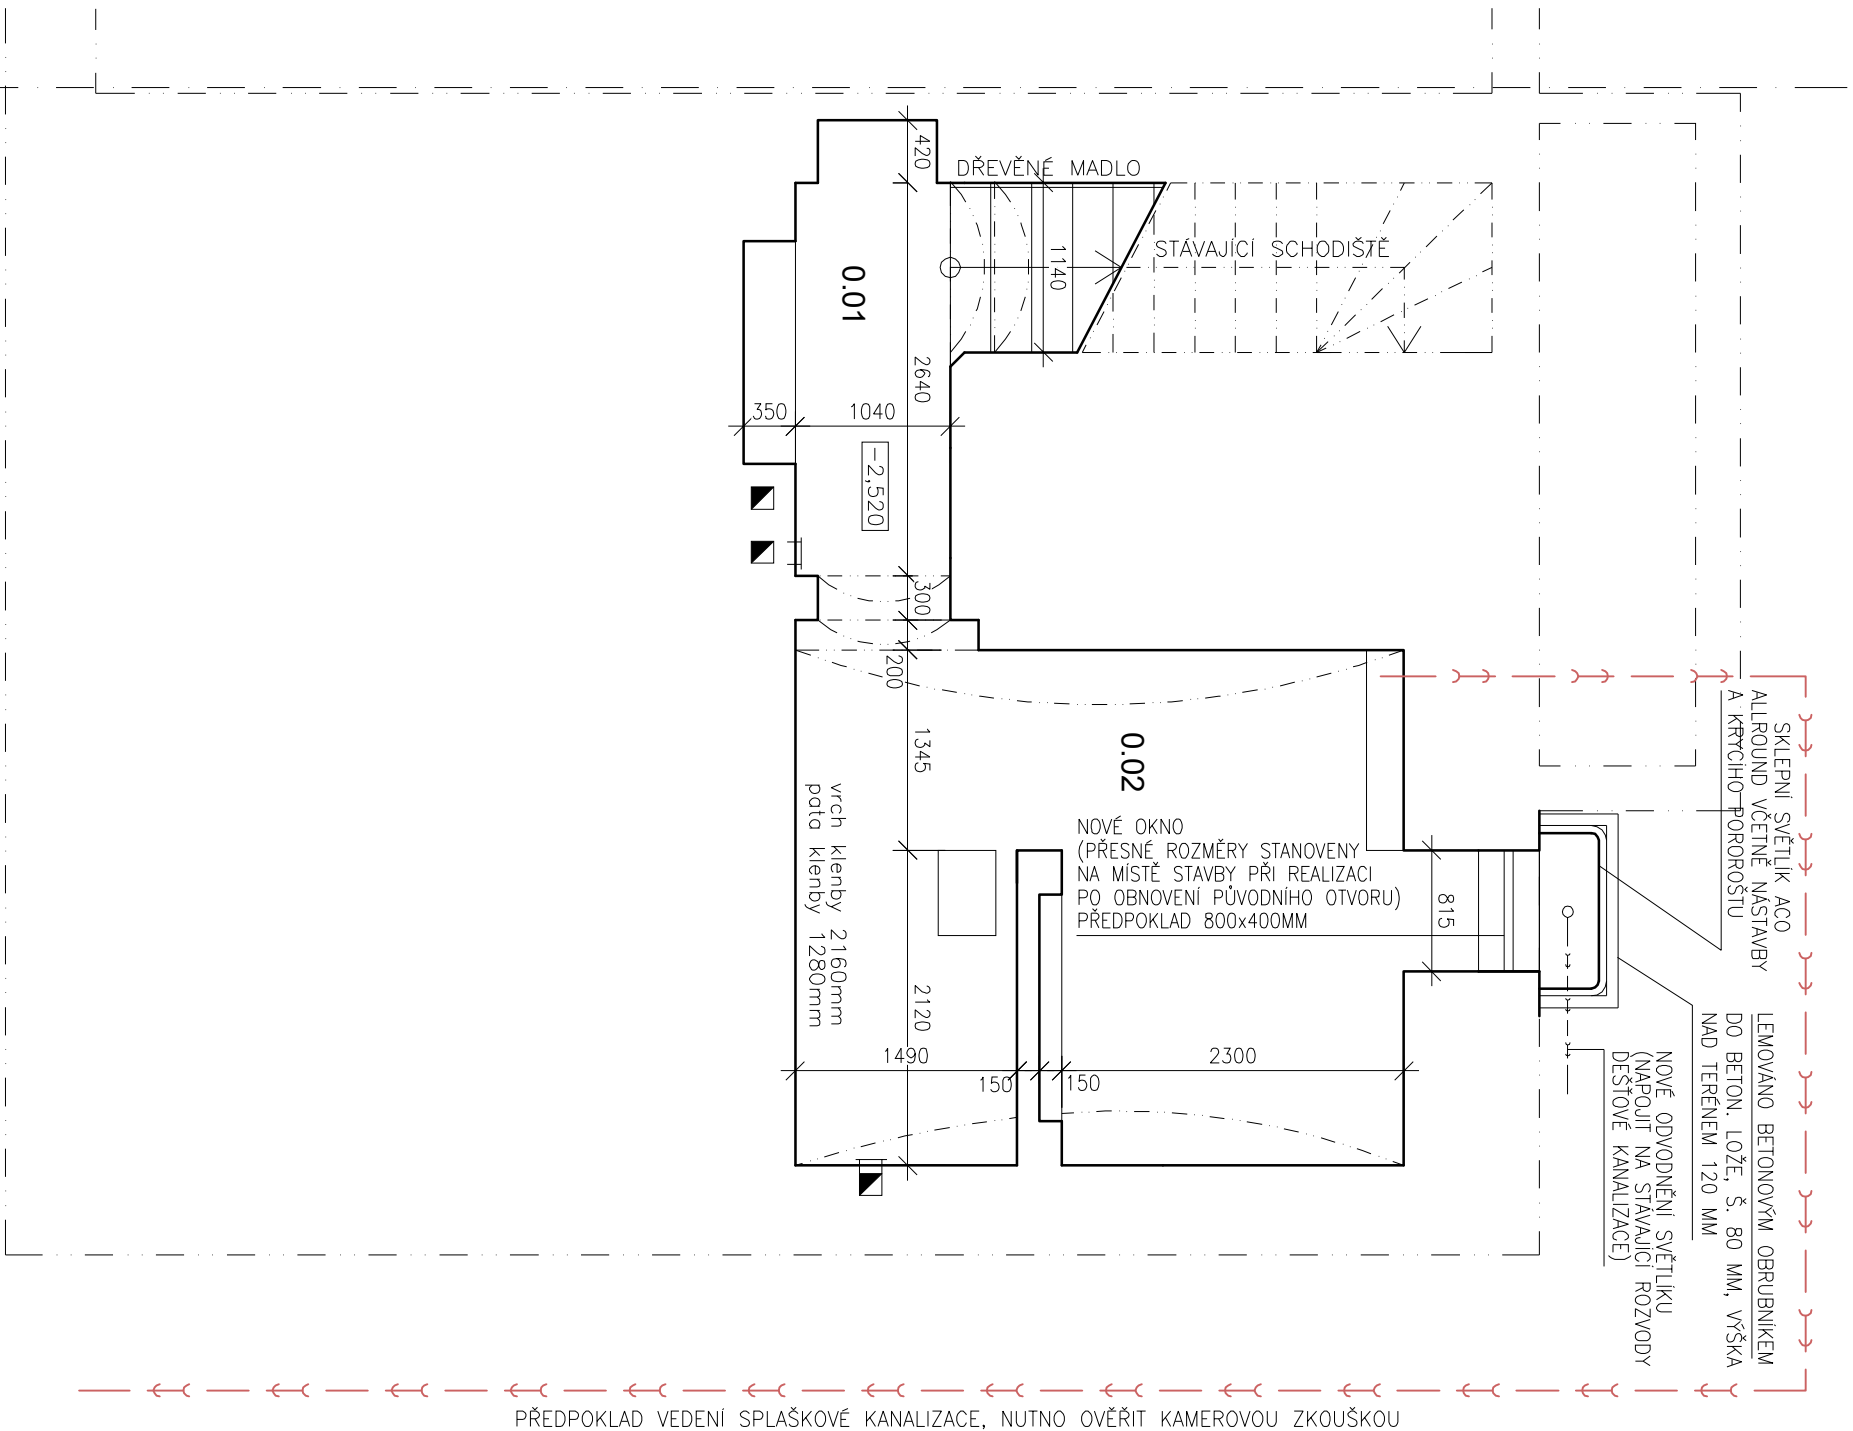 420
DŘEVĚNÉ MADLO
STÁVAJÍCÍ SCHODIŠTĚ
1140
0.01
2640
350
1040
-2,520
300
200
1345
0.02
vrch klenby 2160mm
pata klenby 1280mm
NOVÉ OKNO
(PŘESNÉ ROZMĚRY STANOVENY
NA MÍSTĚ STAVBY PŘI REALIZACI
PO OBNOVENÍ PŮVODNÍHO OTVORU)
PŘEDPOKLAD 800x400MM
815
2120
1490
150
150
2300
SKLEPNÍ SVĚTLÍK ACO
ALLROUND VČETNĚ NÁSTAVBY
A KRYCÍHO POROROŠTU
LEMOVÁNO BETONOVÝM OBRUBNÍKEM
DO BETON. LOŽE, Š. 80 MM, VÝŠKA
NAD TERÉNEM 120 MM
NOVÉ ODVODNĚNÍ SVĚTLÍKU
(NAPOJIT NA STÁVAJÍCÍ ROZVODY
DEŠŤOVÉ KANALIZACE)
PŘEDPOKLAD VEDENÍ SPLAŠKOVÉ KANALIZACE, NUTNO OVĚŘIT KAMEROVOU ZKOUŠKOU